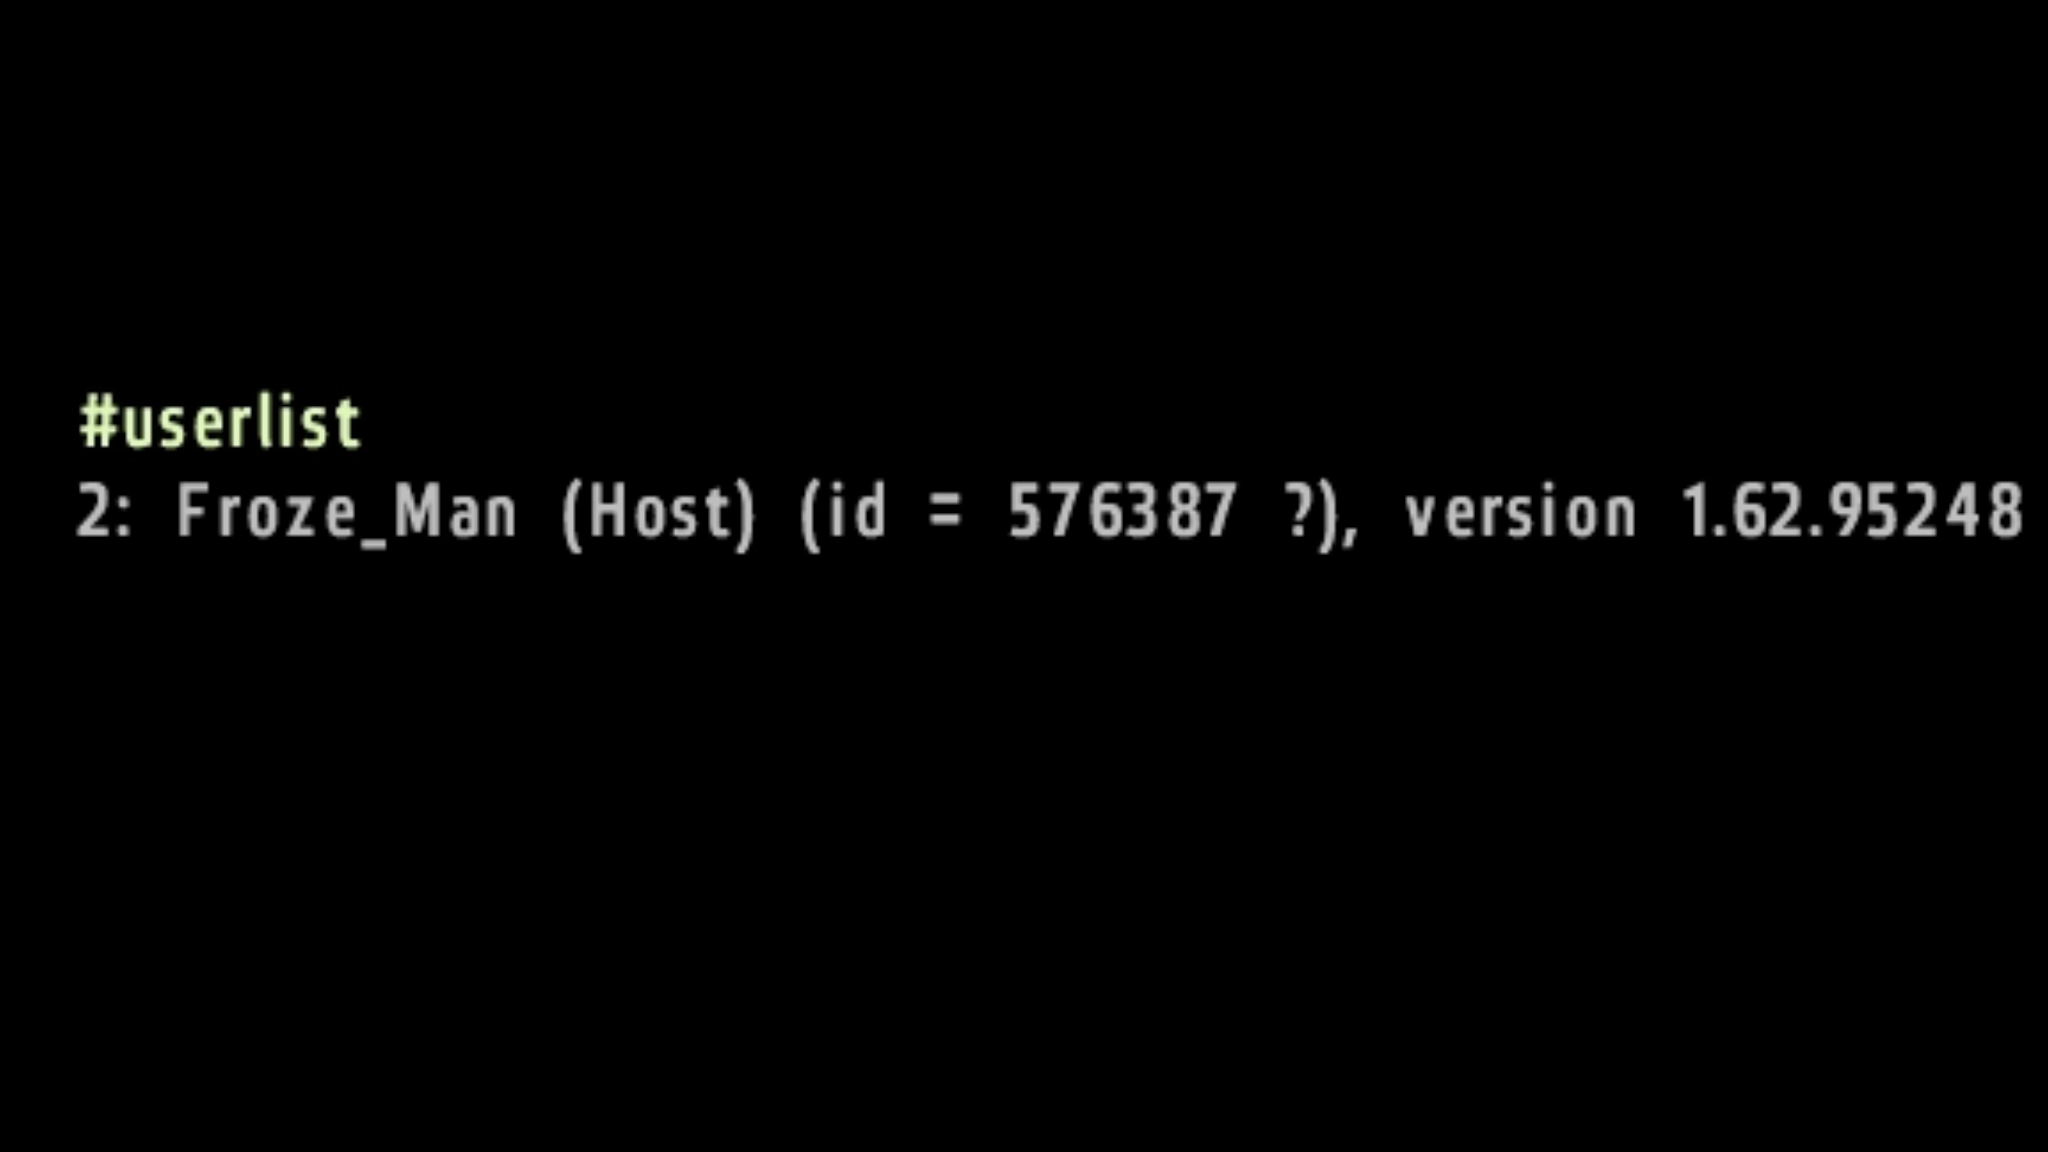 #userlist
2: Froze_Man (Host) (id = 576387 ?), version 1.62.95248